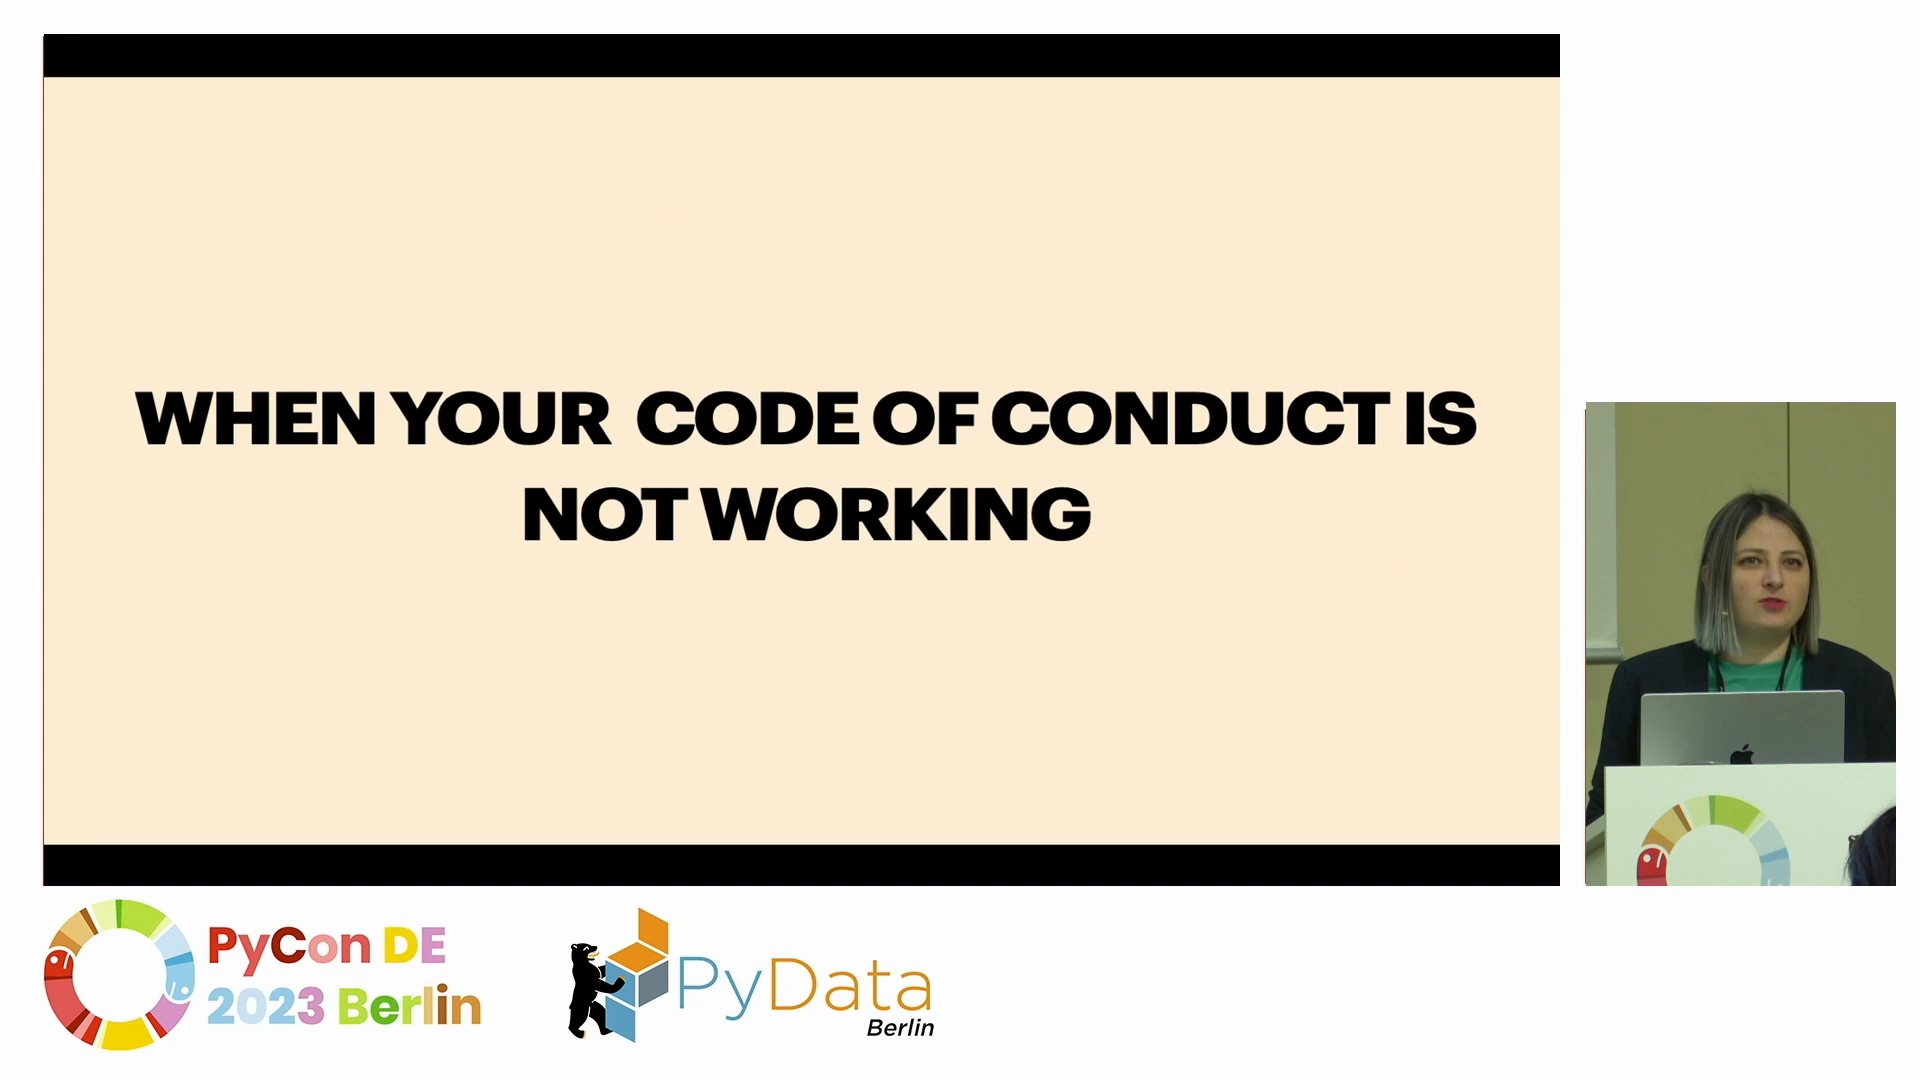 WHEN YOUR CODE OF CONDUCT IS
NOT WORKING
PyCon DE
2023 Berlin
PyData
Berlin